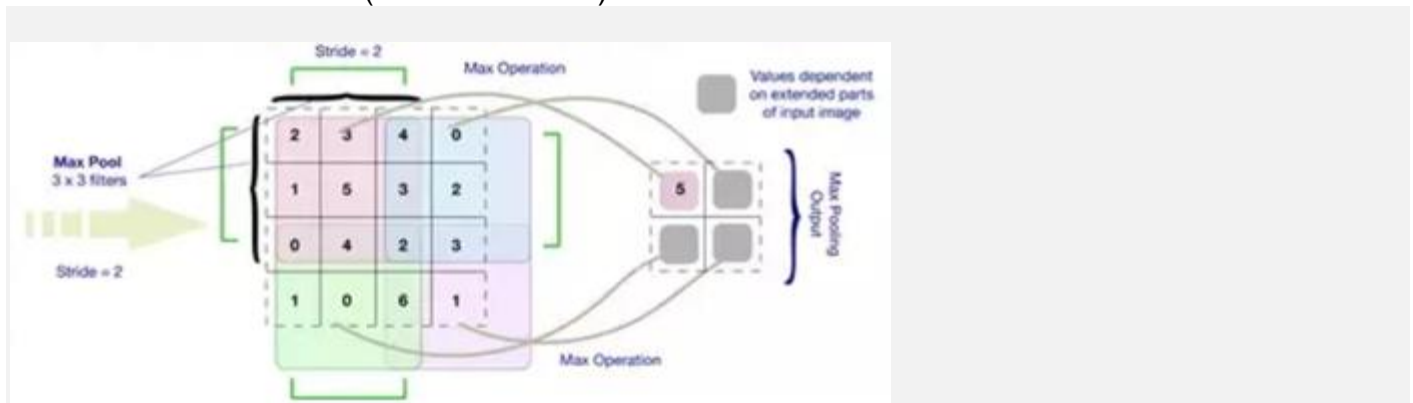 Stride = 2
Max Operation
Values dependent
on extended parts
of input image
Max Pool
3 x 3 filters
2 3 4 0
1 5 3 2
0 4 2 3
1 0 6 1
5
Max Pooling
Output
Stride = 2
Max Operation